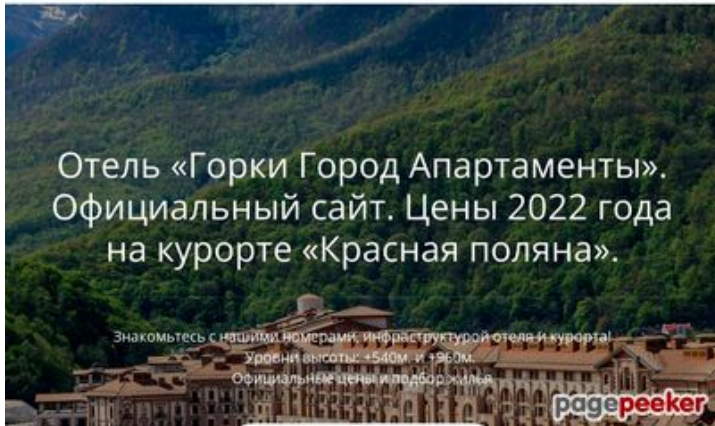 Отель «Горки Город Апартаменты».
Официальный сайт. Цены 2022 года
на курорте «Красная поляна».
Знакомьтесь с нашими номерами, инфраструктурой отеля и курорта!
Уровни высоты: +540м. и +960м.
Официальные цены и подбор жилья
pagepeeker